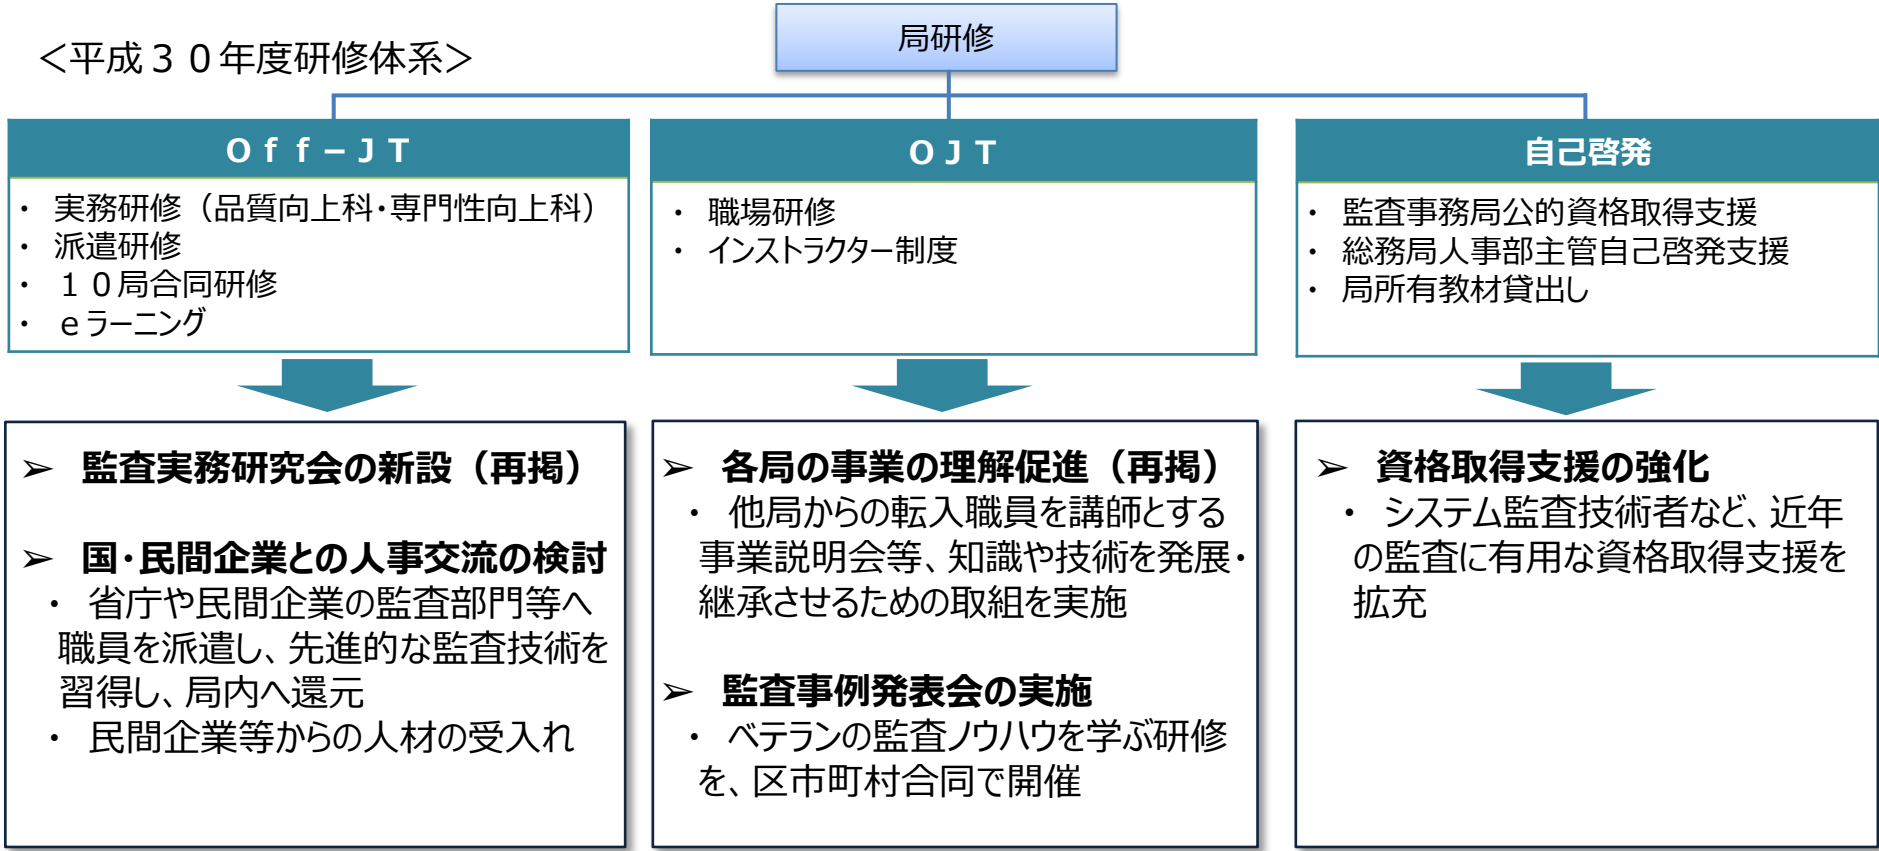 ＜平成３０年度研修体系＞
局研修
Ｏｆｆ－ＪＴ
・　実務研修（品質向上科・専門性向上科）
・　派遣研修
・　１０局合同研修
・　ｅラーニング
ＯＪＴ
・　職場研修
・　インストラクター制度
自己啓発
・　監査事務局公的資格取得支援
・　総務局人事部主管自己啓発支援
・　局所有教材貸出し
➢　監査実務研究会の新設（再掲）
➢　国・民間企業との人事交流の検討
・　省庁や民間企業の監査部門等へ
職員を派遣し、先進的な監査技術を
習得し、局内へ還元
・　民間企業等からの人材の受入れ
➢　各局の事業の理解促進（再掲）
・　他局からの転入職員を講師とする
事業説明会等、知識や技術を発展・
継承させるための取組を実施
➢　監査事例発表会の実施
・　ベテランの監査ノウハウを学ぶ研修
を、区市町村合同で開催
➢　資格取得支援の強化
・　システム監査技術者など、近年
の監査に有用な資格取得支援を
拡充